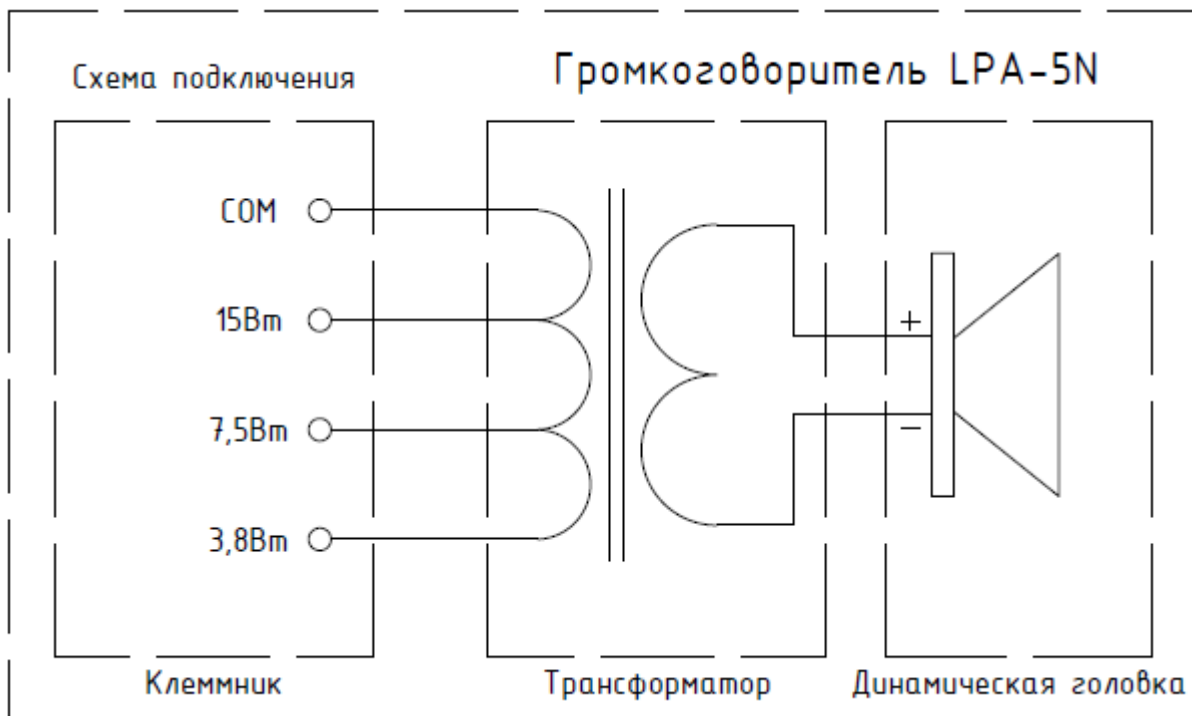 Схема подключения
Громкоговоритель LPA-5N
COM
15Вт
7,5Вт
3,8Вт
+
−
Клеммник
Трансформатор
Динамическая головка